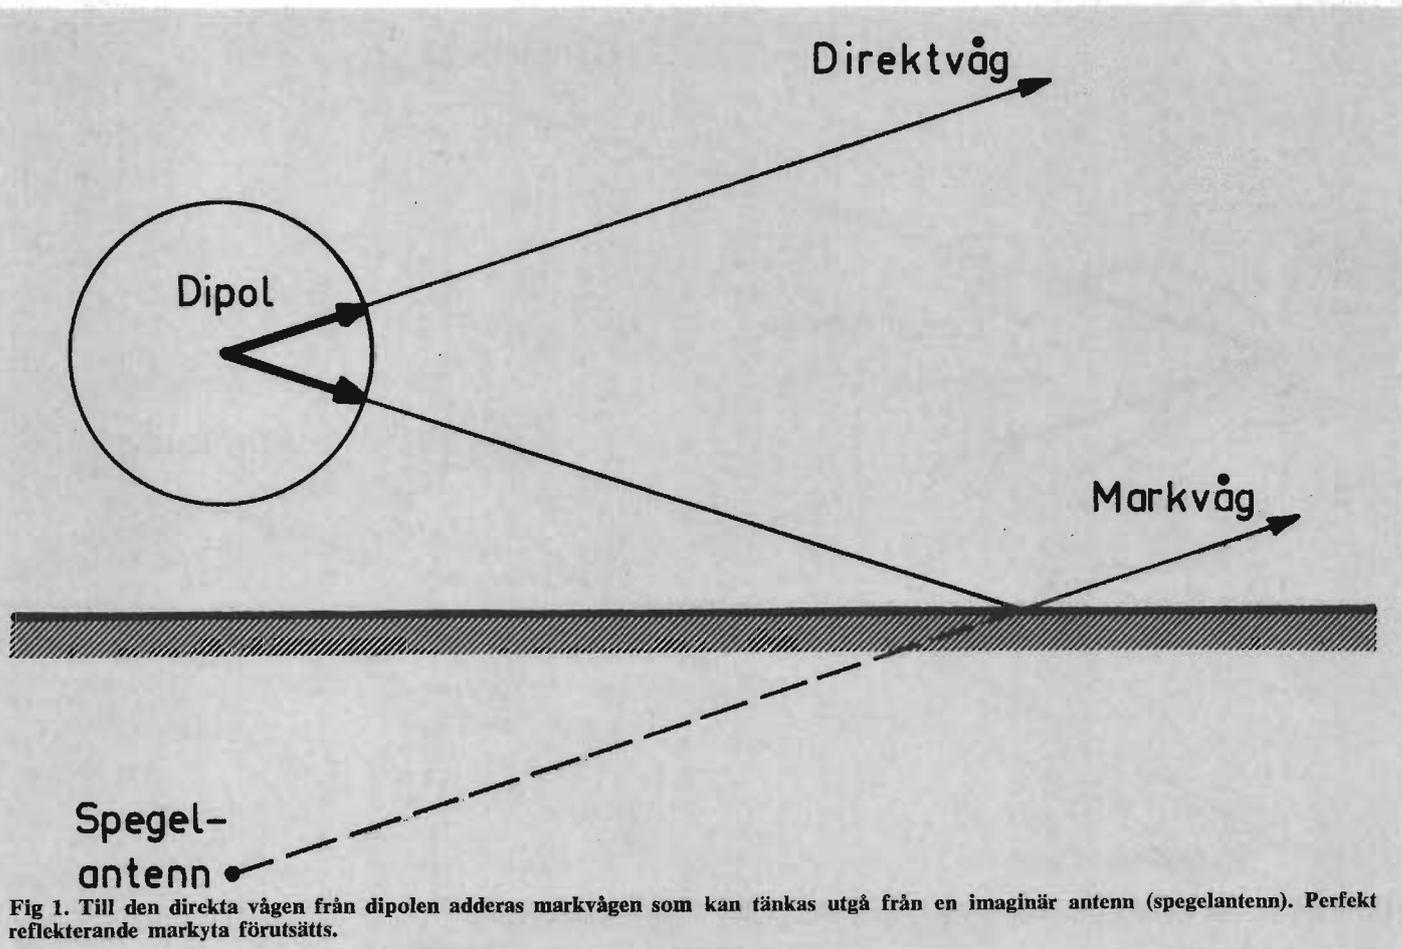 Direktvåg
Dipol
Markvåg
Spegel-
antenn
Fig 1. Till den direkta vågen från dipolen adderas markvågen som kan tänkas utgå från en imaginär antenn (spegelantenn). Perfekt
reflekterande markyta förutsätts.